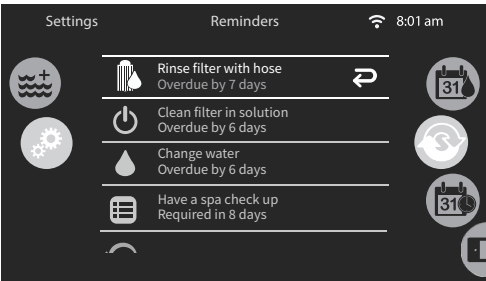 Settings
Reminders
8:01 am
Rinse filter with hose
Overdue by 7 days
31
Clean filter in solution
Overdue by 6 days
Change water
Overdue by 6 days
Have a spa check up
Required in 8 days
31